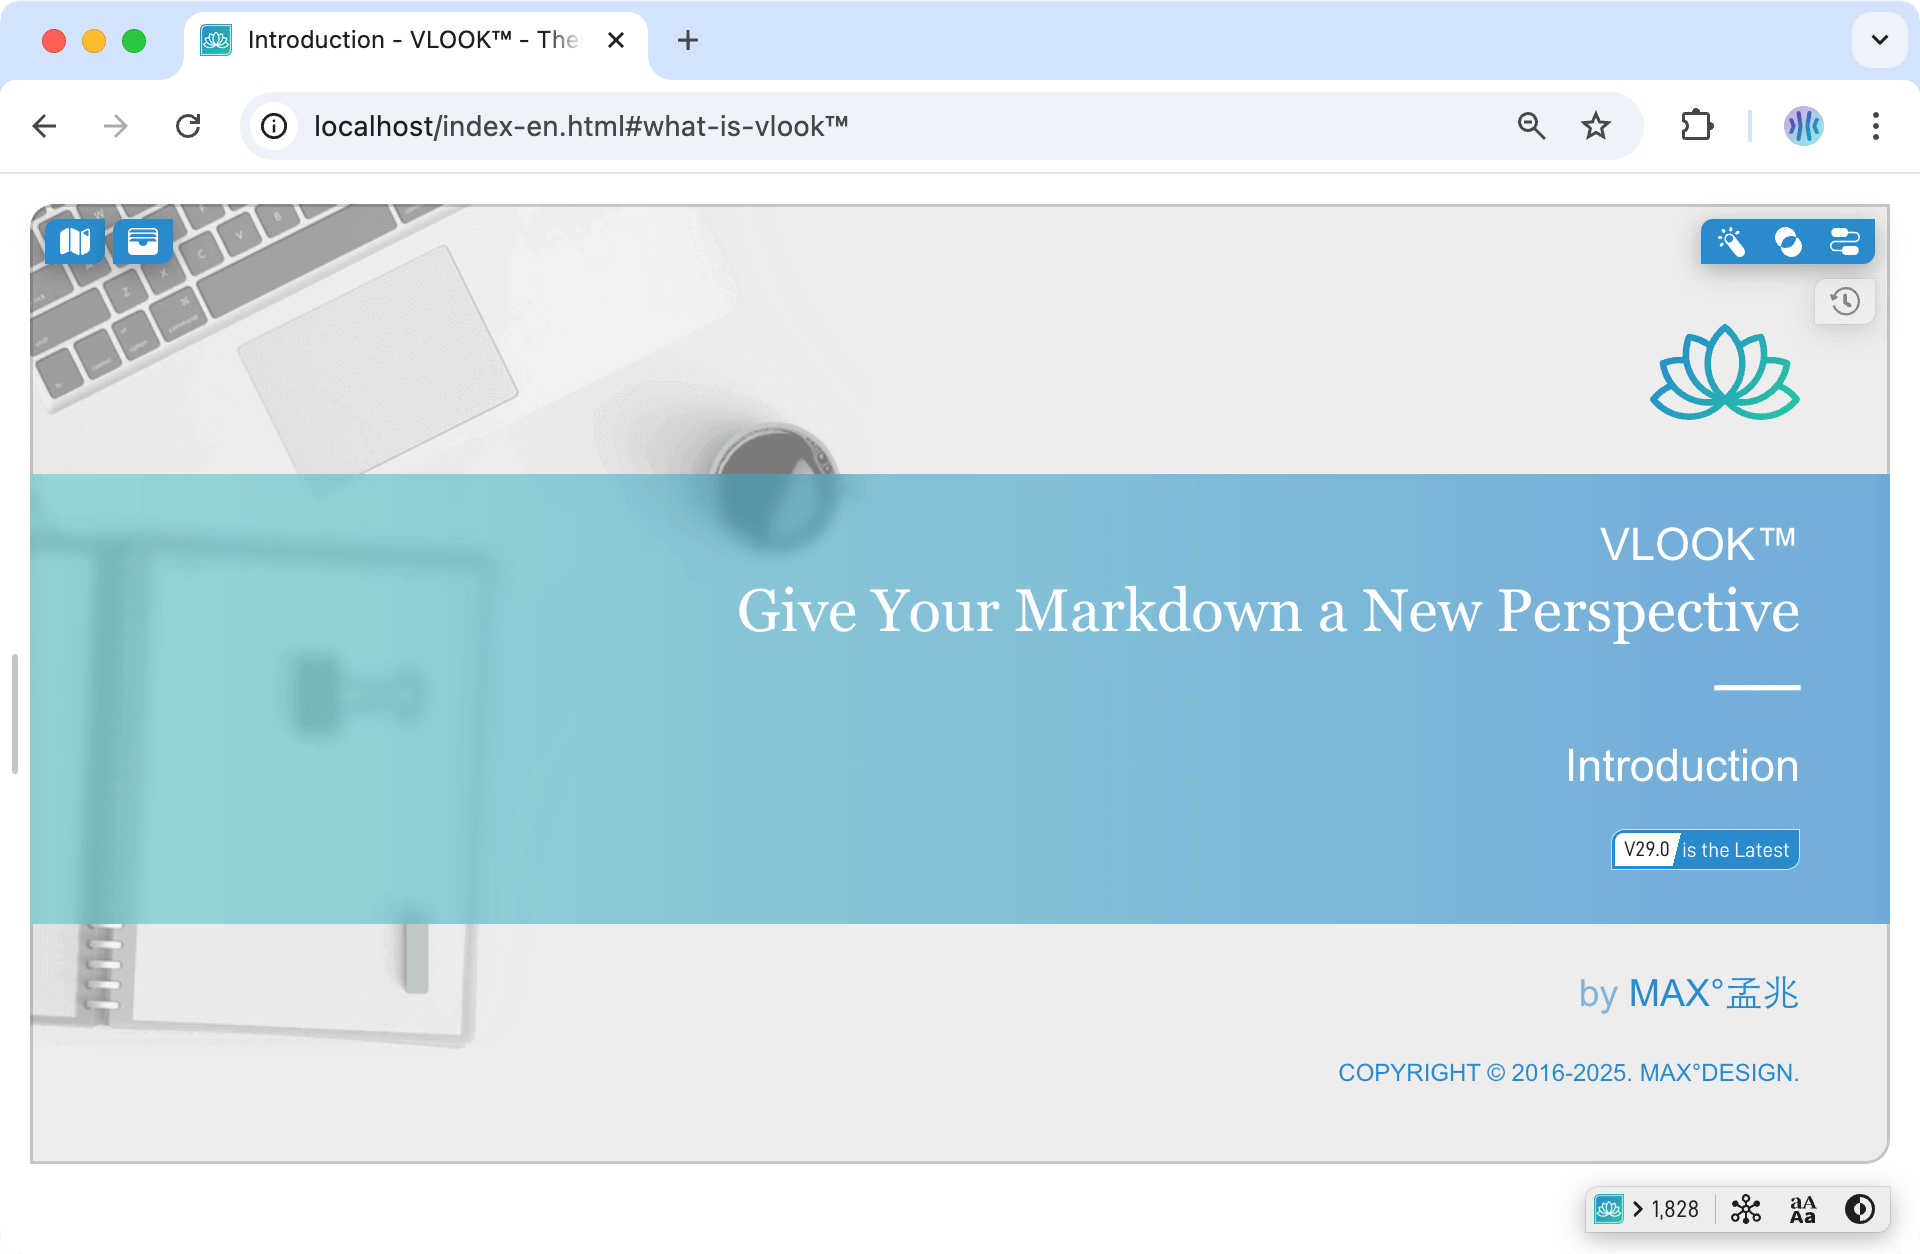 Introduction - VLOOK™ - The
localhost/index-en.html#what-is-vlook™
VLOOK™
Give Your Markdown a New Perspective
Introduction
V29.0 is the Latest
by MAX°孟兆
COPYRIGHT © 2016-2025. MAX°DESIGN.
1,828
aA
Aa